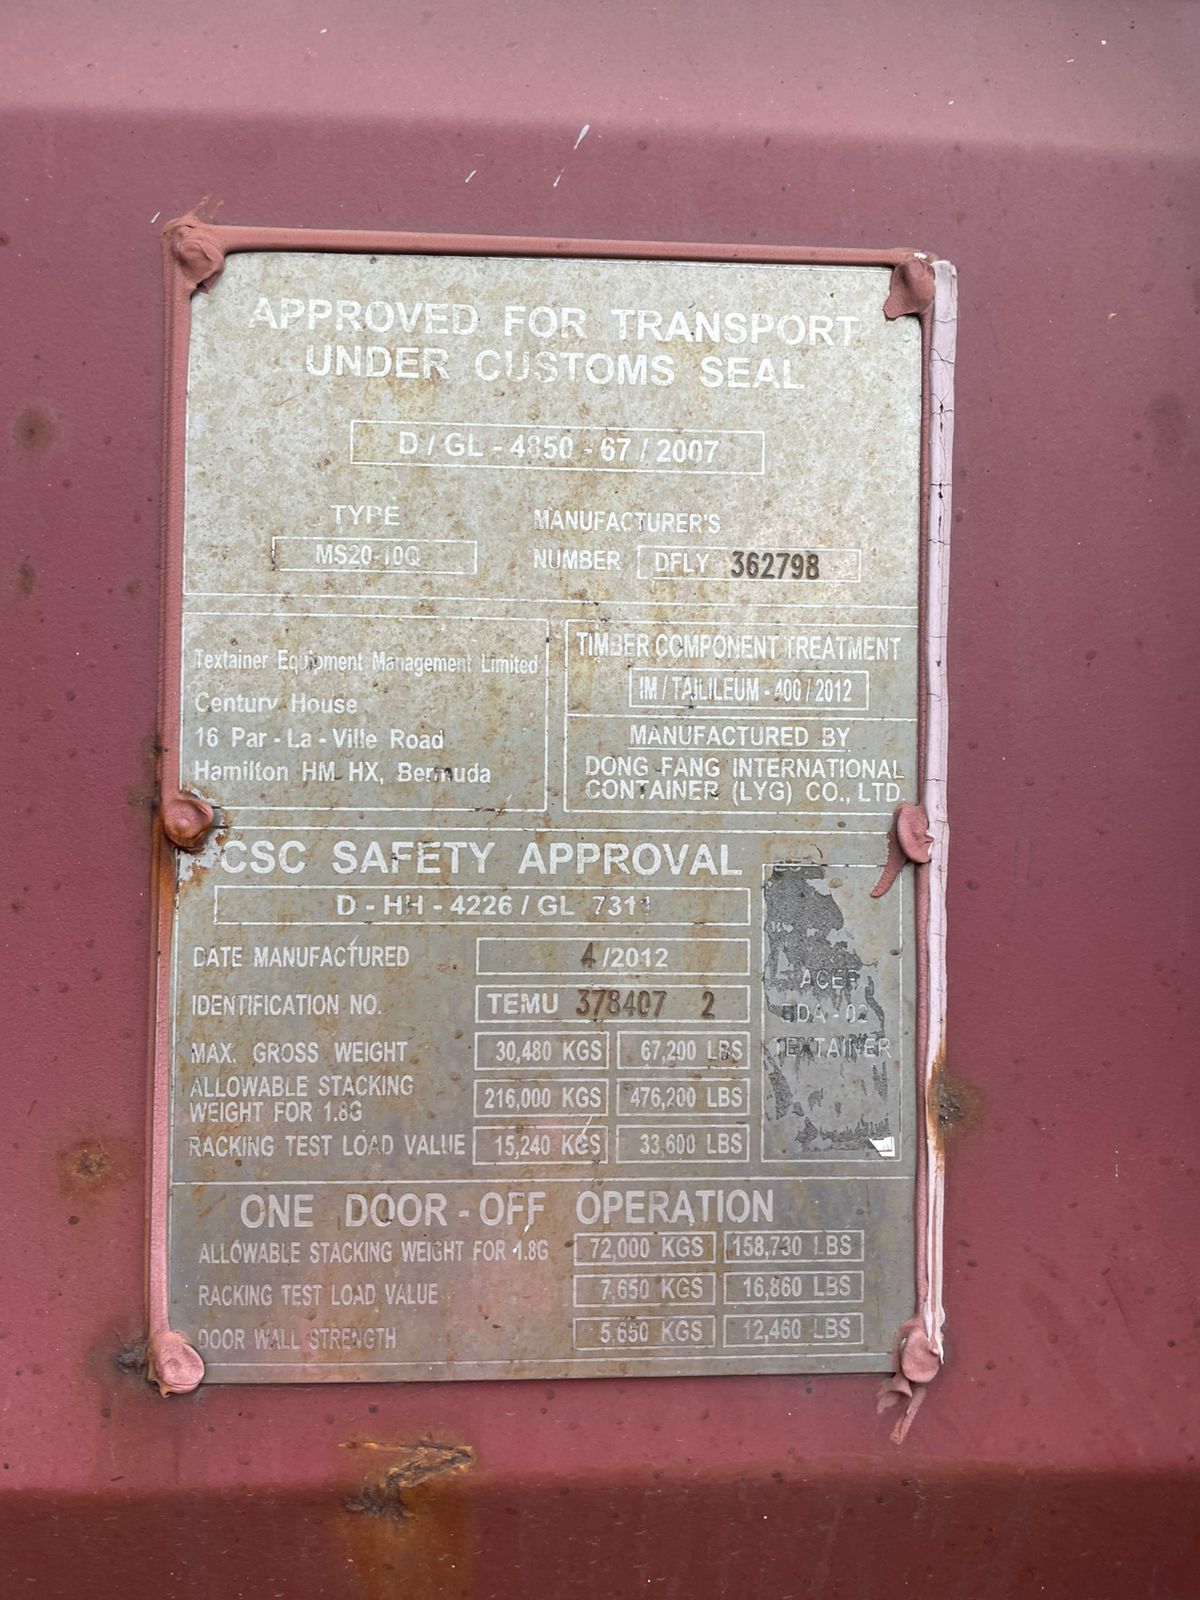 APPROVED FOR TRANSPORT
UNDER CUSTOMS SEAL
D / GL - 4850 - 67 / 2007
TYPE
MS20-10Q
MANUFACTURER'S
NUMBER DFLY 362798
Textainer Equipment Management Limited
Century House
16 Par - La - Ville Road
Hamilton HM HX, Bermuda
TIMBER COMPONENT TREATMENT
IM / TAILILEUM - 400 / 2012
MANUFACTURED BY
DONG FANG INTERNATIONAL
CONTAINER (LYG) CO., LTD.
CSC SAFETY APPROVAL
D - HH - 4226 / GL 7311
DATE MANUFACTURED 4 /2012
IDENTIFICATION NO. TEMU 378407 2
MAX. GROSS WEIGHT 30,480 KGS 67,200 LBS
ALLOWABLE STACKING
WEIGHT FOR 1.8G 216,000 KGS 476,200 LBS
RACKING TEST LOAD VALUE 15,240 KGS 33,600 LBS
ACEP
TEXTAINER
ONE DOOR - OFF OPERATION
ALLOWABLE STACKING WEIGHT FOR 1.8G 72,000 KGS 158,730 LBS
RACKING TEST LOAD VALUE 7,650 KGS 16,860 LBS
DOOR WALL STRENGTH 5,650 KGS 12,460 LBS